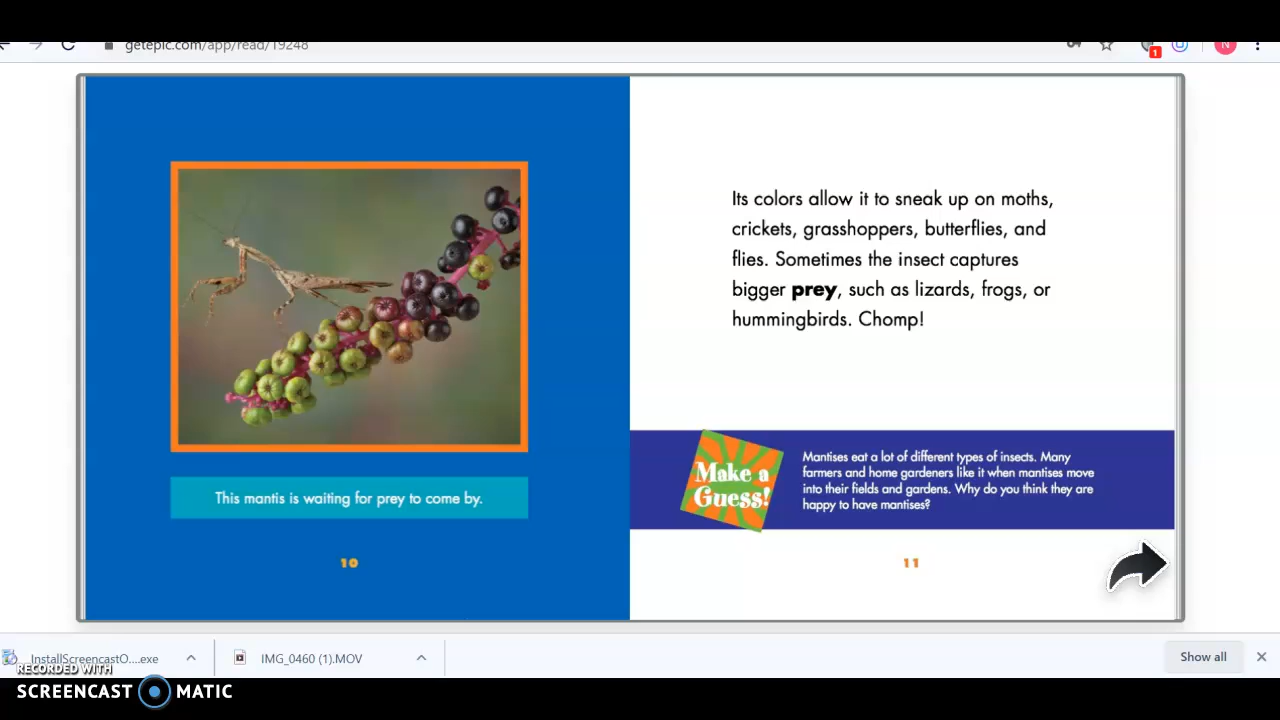 getepic.com/app/read/19248
1
N
This mantis is waiting for prey to come by.
10
Its colors allow it to sneak up on moths,
crickets, grasshoppers, butterflies, and
flies. Sometimes the insect captures
bigger prey, such as lizards, frogs, or
hummingbirds. Chomp!
Make a
Guess!
Mantises eat a lot of different types of insects. Many
farmers and home gardeners like it when mantises move
into their fields and gardens. Why do you think they are
happy to have mantises?
11
InstallScreencastO....exe
IMG_0460 (1).MOV
Show all
RECORDED WITH
SCREENCAST MATIC